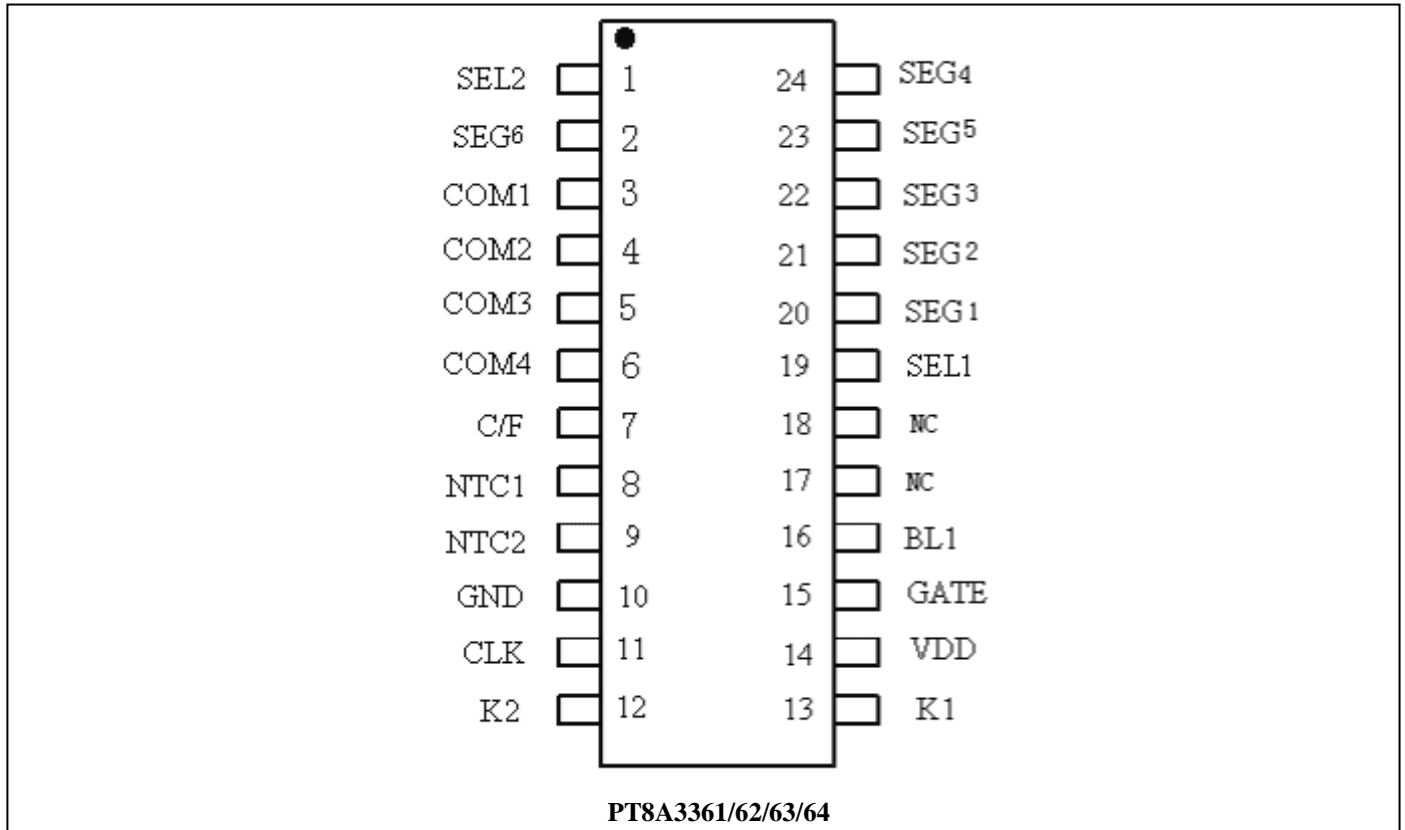 SEL2 1 24 SEG4
SEG6 2 23 SEG5
COM1 3 22 SEG3
COM2 4 21 SEG2
COM3 5 20 SEG1
COM4 6 19 SEL1
C/F 7 18 NC
NTC1 8 17 NC
NTC2 9 16 BL1
GND 10 15 GATE
CLK 11 14 VDD
K2 12 13 K1
PT8A3361/62/63/64